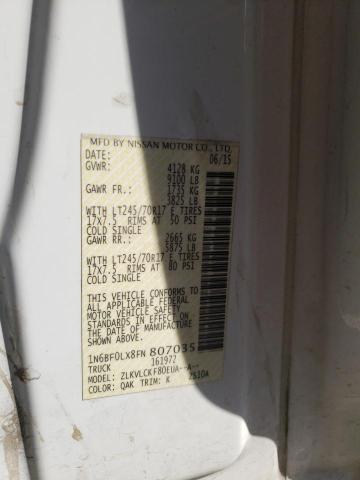 MFD BY NISSAN MOTOR CO., LTD.
DATE: 06/15
GVWR: 4128 KG
9100 LB
GAWR FR.: 1735 KG
3825 LB
WITH LT245/70R17 E TIRES
17X7.5 RIMS AT 50 PSI
COLD SINGLE
GAWR RR.: 2665 KG
5875 LB
WITH LT245/70R17 E TIRES
17X7.5 RIMS AT 80 PSI
COLD SINGLE
THIS VEHICLE CONFORMS TO
ALL APPLICABLE FEDERAL
MOTOR VEHICLE SAFETY
STANDARDS IN EFFECT ON
THE DATE OF MANUFACTURE
SHOWN ABOVE.
1N6BF0LX8FN 807035
TRUCK 161972
MODEL: ZLKVLCKF80EUA--A--
COLOR: QAK TRIM: K 2810A